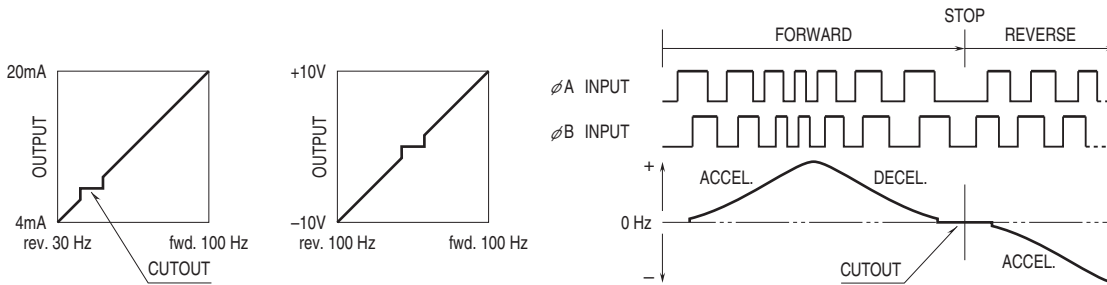 20mA
OUTPUT
4mA
rev. 30 Hz
fwd. 100 Hz
CUTOUT
+10V
OUTPUT
–10V
rev. 100 Hz
fwd. 100 Hz
STOP
FORWARD
REVERSE
øA INPUT
øB INPUT
+
ACCEL.
DECEL.
0 Hz
CUTOUT
ACCEL.
–